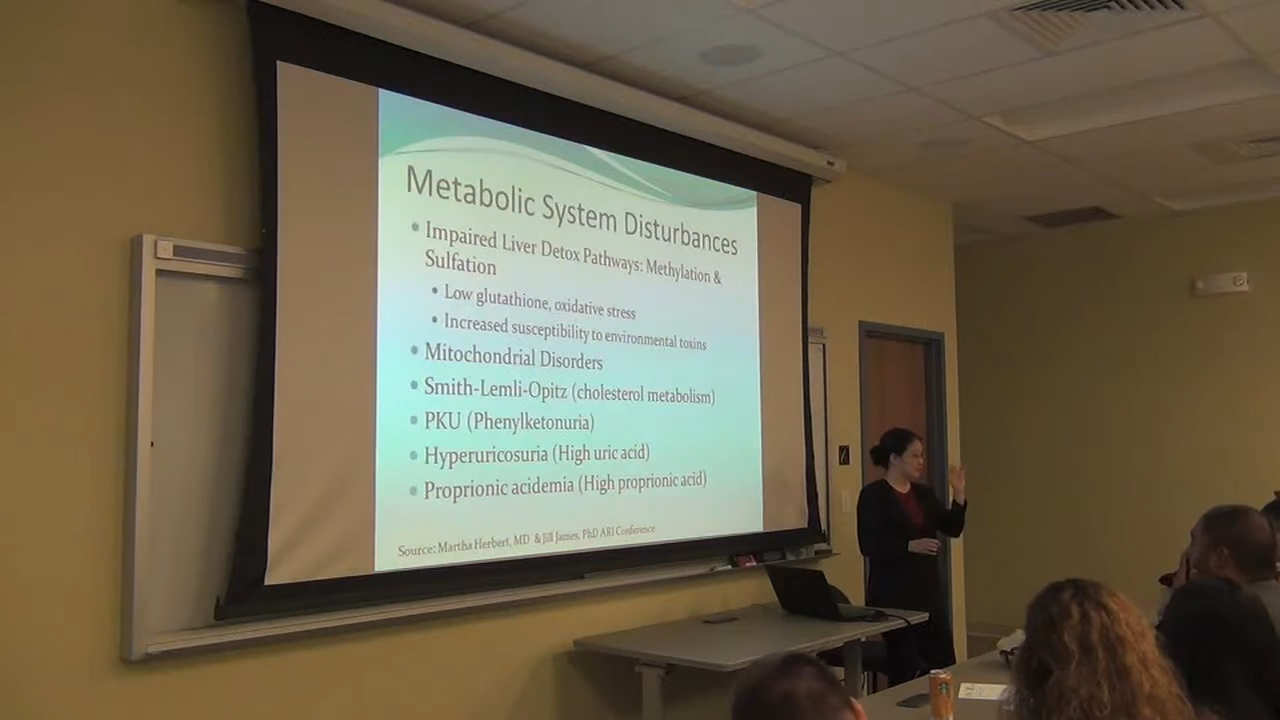 Metabolic System Disturbances
• Impaired Liver Detox Pathways: Methylation &
Sulfation
• Low glutathione, oxidative stress
• Increased susceptibility to environmental toxins
• Mitochondrial Disorders
• Smith-Lemli-Opitz (cholesterol metabolism)
• PKU (Phenylketonuria)
• Hyperuricosuria (High uric acid)
• Proprionic acidemia (High proprionic acid)
Source: Martha Herbert, MD & Jill James, PhD ARI Conference